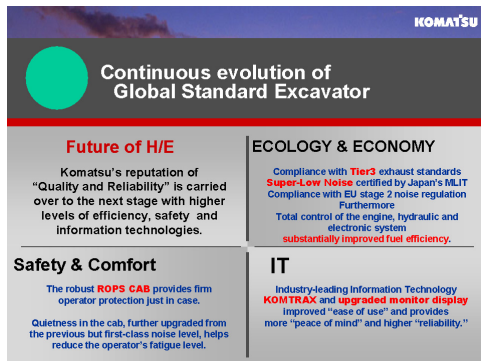 KOMATSU
Continuous evolution of
Global Standard Excavator
Future of H/E
Komatsu's reputation of
“Quality and Reliability” is carried
over to the next stage with higher
levels of efficiency, safety and
information technologies.
ECOLOGY & ECONOMY
Compliance with Tier3 exhaust standards
Super-Low Noise certified by Japan's MLIT
Compliance with EU stage 2 noise regulation
Furthermore
Total control of the engine, hydraulic and
electronic system
substantially improved fuel efficiency.
Safety & Comfort
The robust ROPS CAB provides firm
operator protection just in case.
Quietness in the cab, further upgraded from
the previous but first-class noise level, helps
reduce the operator's fatigue level.
IT
Industry-leading Information Technology
KOMTRAX and upgraded monitor display
improved “ease of use” and provides
more “peace of mind” and higher “reliability.”